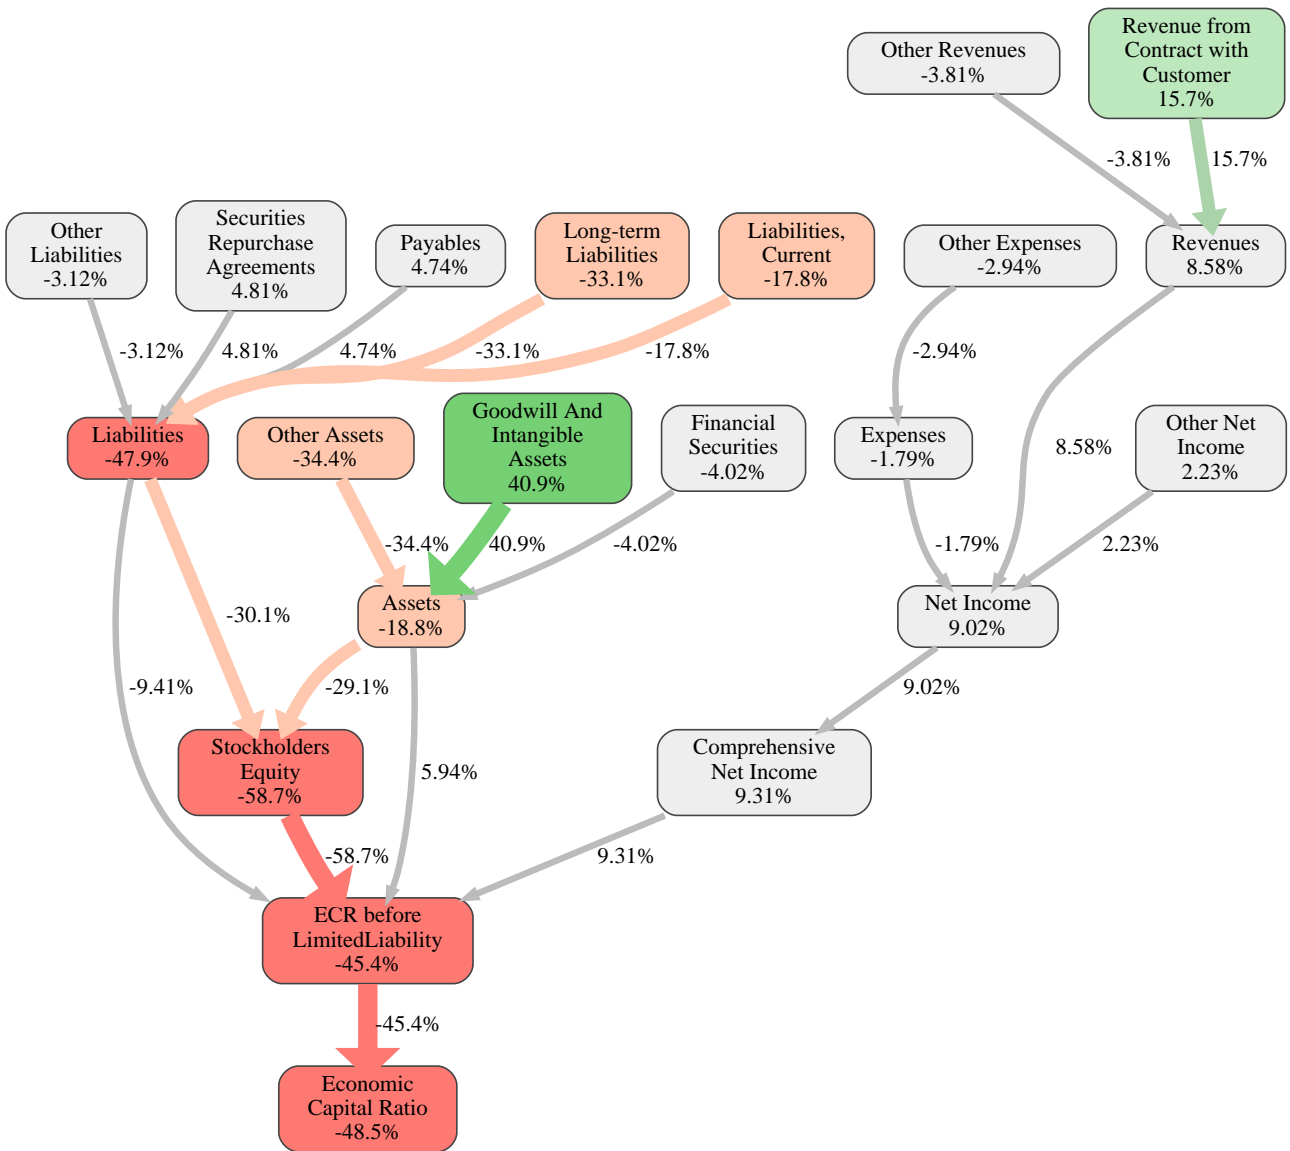 Other Revenues
-3.81%
Revenue from
Contract with
Customer
15.7%
-3.81%
15.7%
Other
Liabilities
-3.12%
Securities
Repurchase
Agreements
4.81%
Payables
4.74%
Long-term
Liabilities
-33.1%
Liabilities,
Current
-17.8%
Other Expenses
-2.94%
Revenues
8.58%
-3.12%
4.81%
4.74%
-33.1%
-17.8%
-2.94%
Liabilities
-47.9%
Other Assets
-34.4%
Goodwill And
Intangible
Assets
40.9%
Financial
Securities
-4.02%
Expenses
-1.79%
8.58%
Other Net
Income
2.23%
-34.4%
40.9%
-4.02%
-1.79%
2.23%
-30.1%
Assets
-18.8%
Net Income
9.02%
-9.41%
-29.1%
9.02%
Stockholders
Equity
-58.7%
5.94%
Comprehensive
Net Income
9.31%
-58.7%
9.31%
ECR before
LimitedLiability
-45.4%
-45.4%
Economic
Capital Ratio
-48.5%